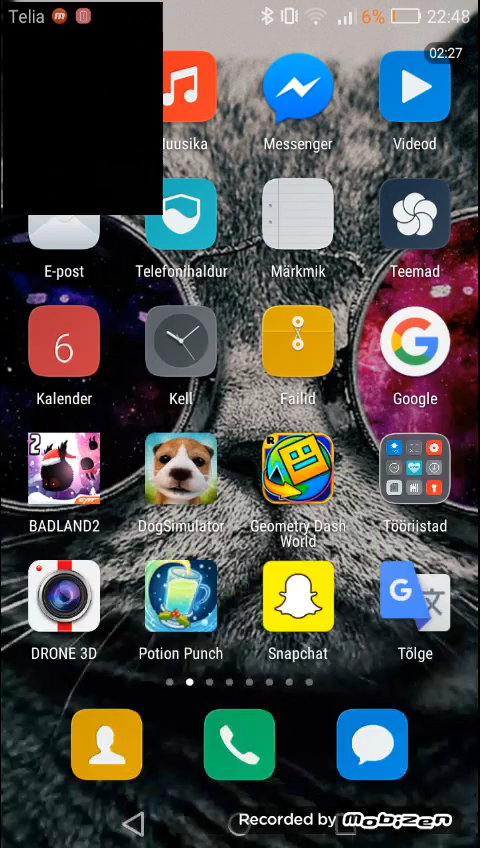 Telia
6%
22:48
02:27
Messenger
Videod
E-post
Telefonihaldur
Märkmik
Teemad
6
Kalender
Kell
Failid
Google
2
BADLAND2
DogSimulator
Geometry Dash
World
Tööriistad
DRONE 3D
Potion Punch
Snapchat
Tõlge
Recorded by Mobizen